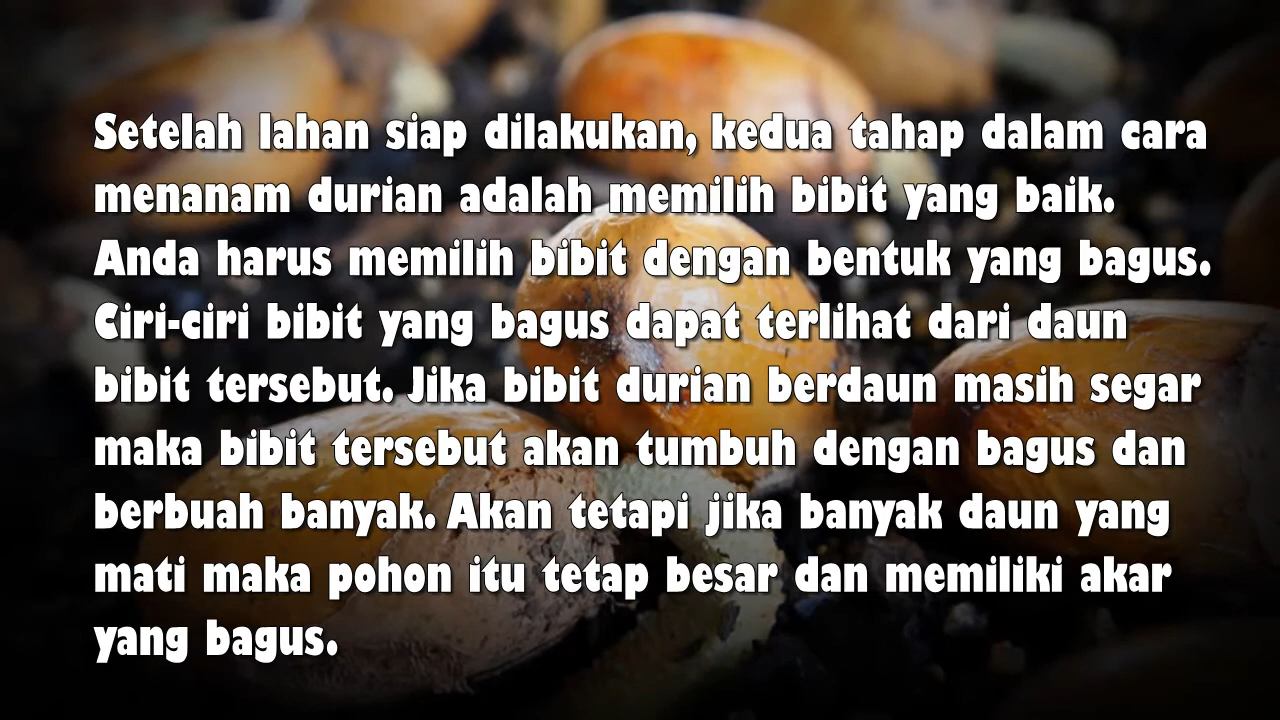 Setelah lahan siap dilakukan, kedua tahap dalam cara
menanam durian adalah memilih bibit yang baik.
Anda harus memilih bibit dengan bentuk yang bagus.
Ciri-ciri bibit yang bagus dapat terlihat dari daun
bibit tersebut. Jika bibit durian berdaun masih segar
maka bibit tersebut akan tumbuh dengan bagus dan
berbuah banyak. Akan tetapi jika banyak daun yang
mati maka pohon itu tetap besar dan memiliki akar
yang bagus.